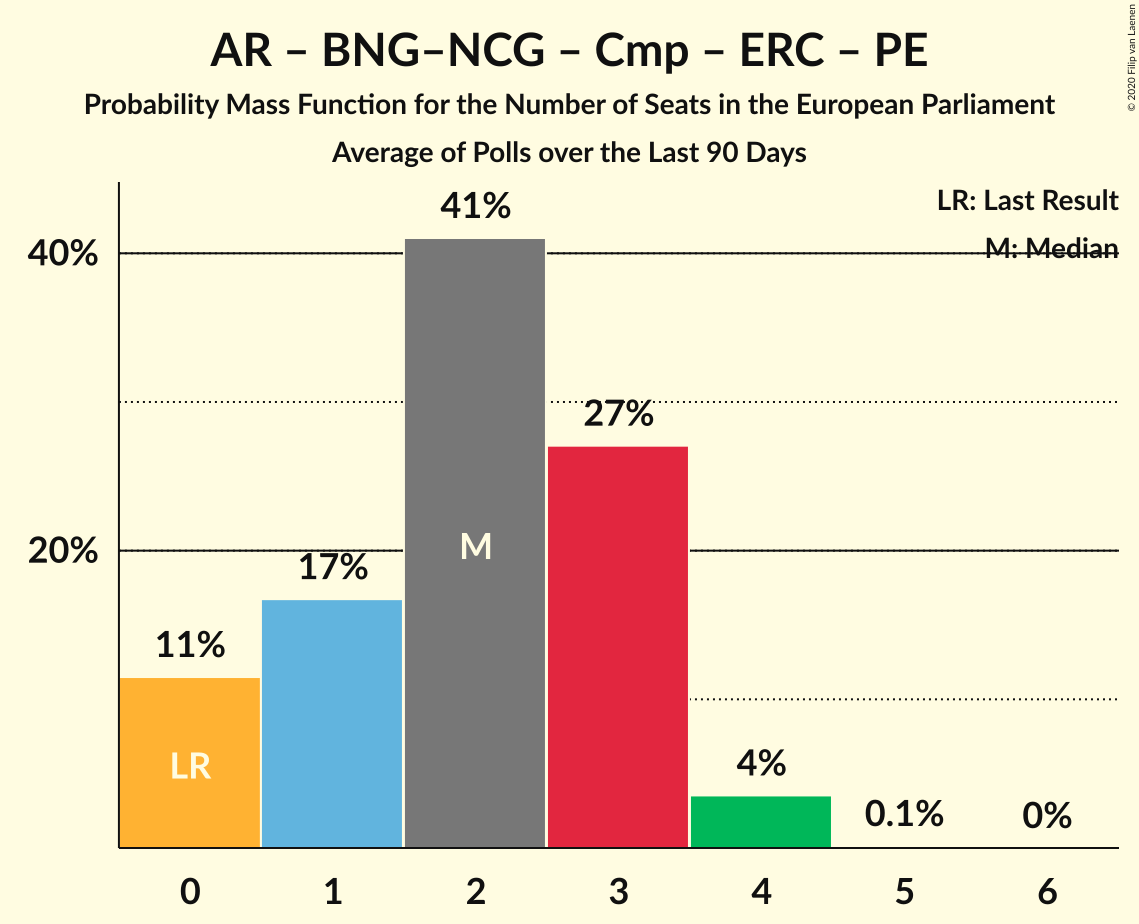 AR – BNG–NCG – Cmp – ERC – PE
Probability Mass Function for the Number of Seats in the European Parliament
Average of Polls over the Last 90 Days
© 2020 Filip van Laenen
LR: Last Result
M: Median
40%
20%
11%
17%
41%
27%
4%
0.1%
0%
LR
M
0 1 2 3 4 5 6